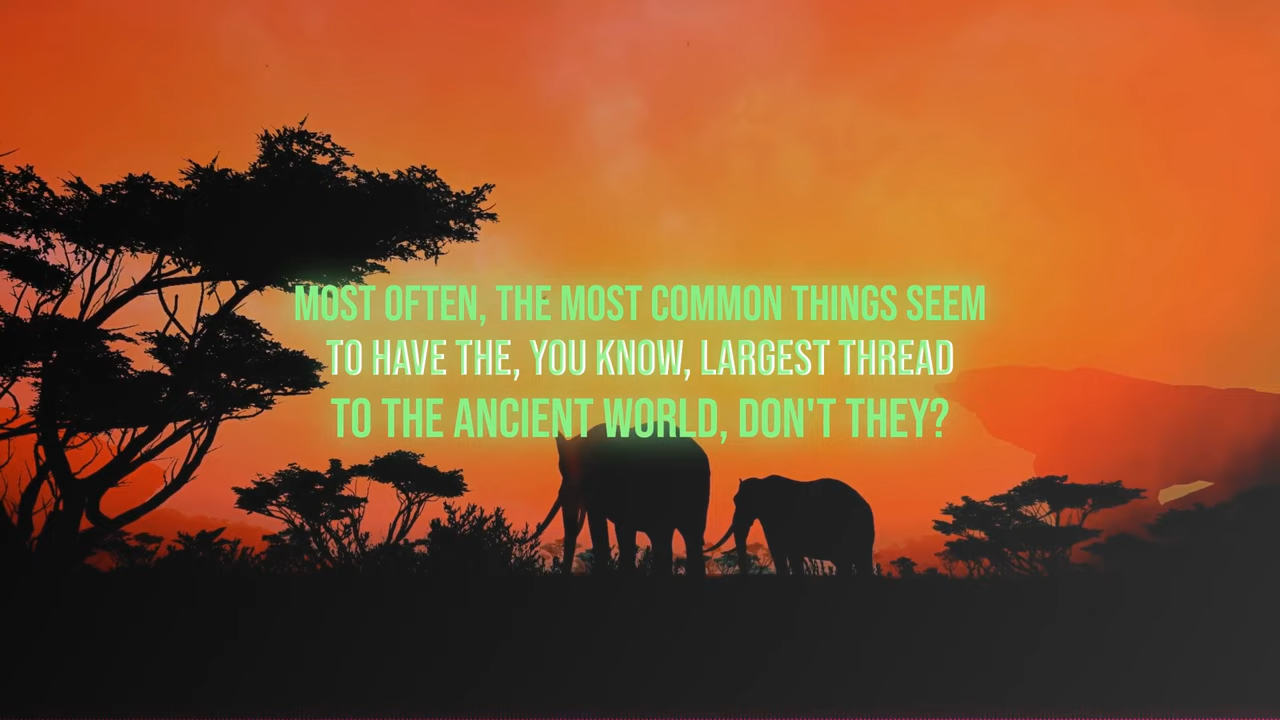 MOST OFTEN, THE MOST COMMON THINGS SEEM
TO HAVE THE, YOU KNOW, LARGEST THREAD
TO THE ANCIENT WORLD, DON'T THEY?